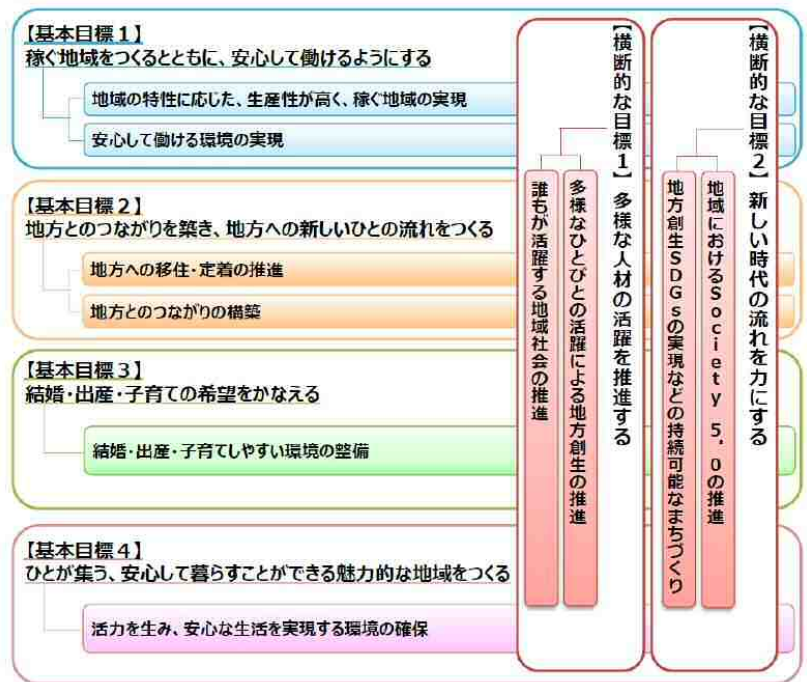 【基本目標１】
稼ぐ地域をつくるとともに、安心して働けるようにする
地域の特性に応じた、生産性が高く、稼ぐ地域の実現
安心して働ける環境の実現
【基本目標２】
地方とのつながりを築き、地方への新しいひとの流れをつくる
地方への移住・定着の推進
地方とのつながりの構築
【基本目標３】
結婚・出産・子育ての希望をかなえる
結婚・出産・子育てしやすい環境の整備
【基本目標４】
ひとが集う、安心して暮らすことができる魅力的な地域をつくる
活力を生み、安心な生活を実現する環境の確保
【横断的な目標１】多様な人材の活躍を推進する
多様なひとびとの活躍による地方創生の推進
誰もが活躍する地域社会の推進
【横断的な目標２】新しい時代の流れを力にする
地域におけるSociety 5.0の推進
地方創生SDGsの実現などの持続可能なまちづくり